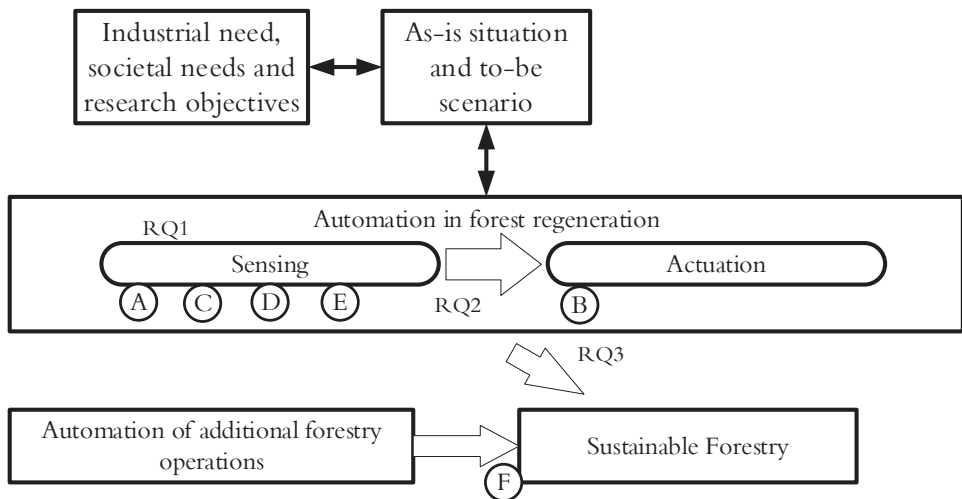 Industrial need,
societal needs and
research objectives
As-is situation
and to-be
scenario
Automation in forest regeneration
RQ1
Sensing
Actuation
A
C
D
E
RQ2
B
RQ3
Automation of additional forestry
operations
Sustainable Forestry
F